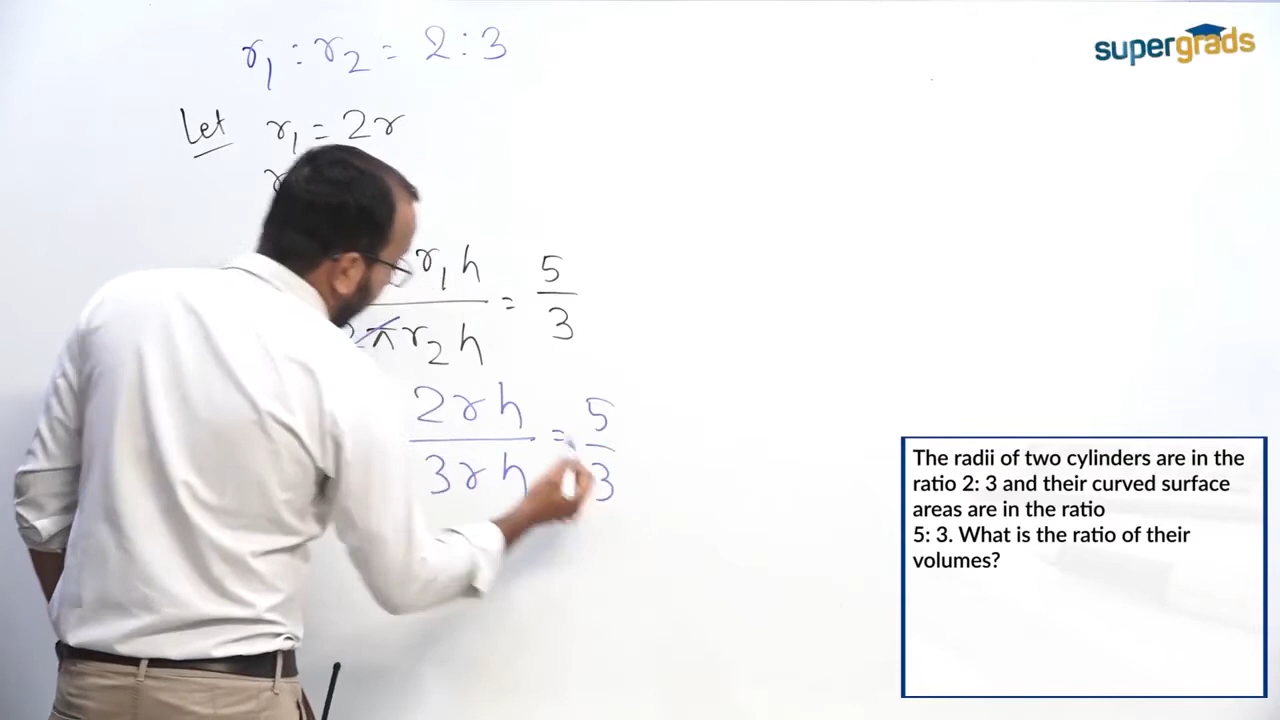 r₁ : r₂ = 2 : 3
supergrads
Let r₁ = 2r
r₁h / r₂h = 5/3
2rh / 3rh = 5/3
The radii of two cylinders are in the
ratio 2: 3 and their curved surface
areas are in the ratio
5: 3. What is the ratio of their
volumes?